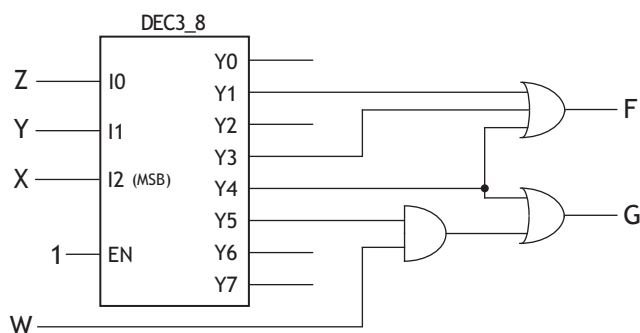 DEC3_8
Y0
Z I0
Y1
F
Y I1
Y2
Y3
X I2 (MSB)
Y4
G
Y5
1 EN
Y6
Y7
W